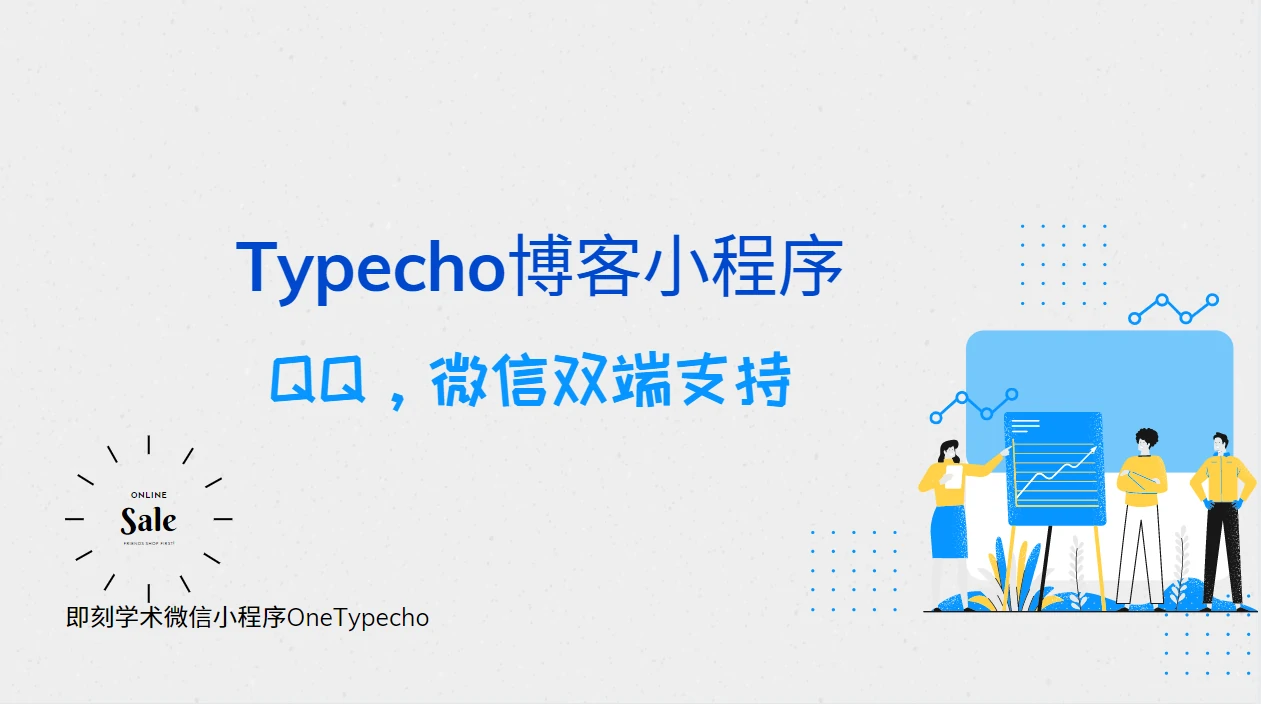 Typecho博客小程序
QQ，微信双端支持
ONLINE
Sale
FRIENDS SHOP FIRST
即刻学术微信小程序OneTypecho